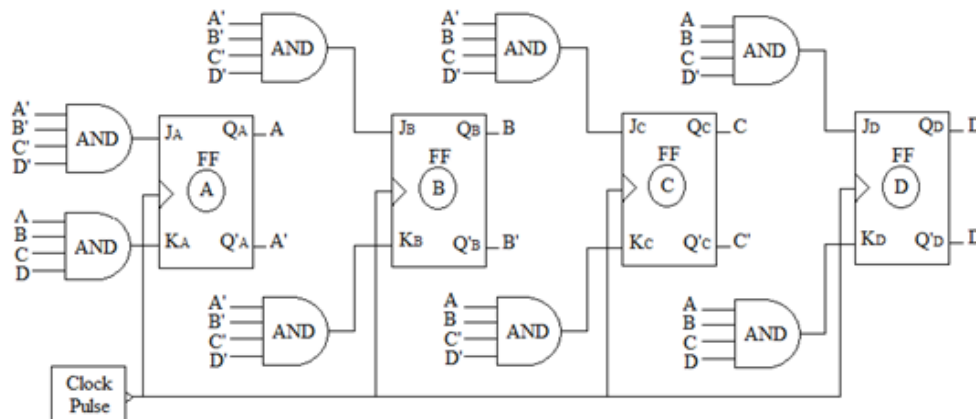 A'
B'
C'
D'
AND
A'
B
C
D'
AND
A
B
C
D'
AND
A'
B'
C'
D'
AND
JA QA A
FF
A
KA Q'A A'
JB QB B
FF
B
KB Q'B B'
JC QC C
FF
C
KC Q'C C'
JD QD D
FF
D
KD Q'D D
A
B
C
D
AND
A'
B'
C'
D'
AND
A
B
C'
D'
AND
A
B
C
D
AND
Clock
Pulse